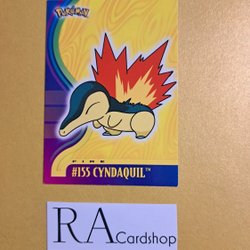 Pokémon
FIRE
#155 CYNDAQUIL™
RA
Cardshop